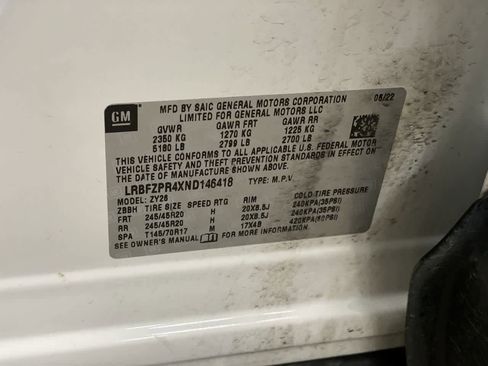 GM
MFD BY SAIC GENERAL MOTORS CORPORATION 06/22
LIMITED FOR GENERAL MOTORS LLC
GVWR GAWR FRT GAWR RR
2350 KG 1270 KG 1225 KG
5180 LB 2799 LB 2700 LB
THIS VEHICLE CONFORMS TO ALL APPLICABLE U.S. FEDERAL MOTOR
VEHICLE SAFETY AND THEFT PREVENTION STANDARDS IN EFFECT ON
THE DATE OF MANUFACTURE SHOWN ABOVE.
LRBFZPR4XND146418 TYPE: M.P.V.
MODEL: ZY26
ZBBH TIRE SIZE SPEED RTG RIM COLD TIRE PRESSURE
FRT 245/45R20 H 20X8.5J 240KPA(35PSI)
RR 245/45R20 H 20X8.5J 240KPA(35PSI)
SPA T145/70R17 M 17X4B 420KPA(60PSI)
SEE OWNER'S MANUAL FOR MORE INFORMATION